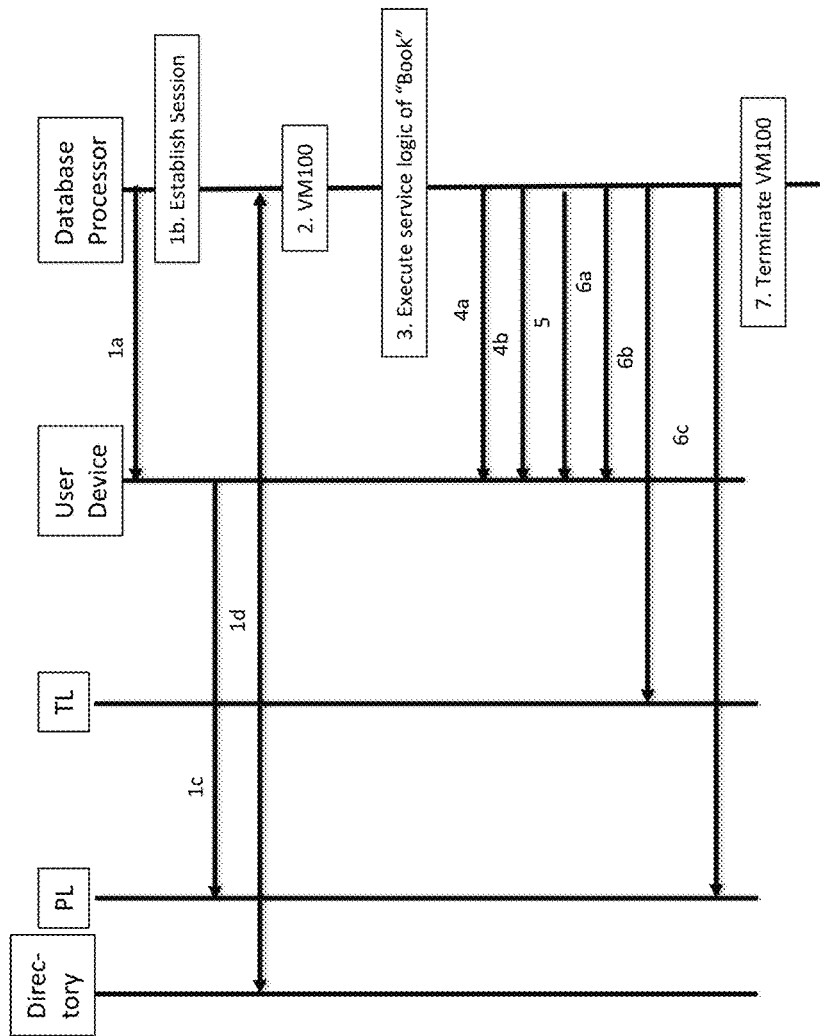 Direc-
tory
PL
TL
User
Device
Database
Processor
1a
1b. Establish Session
1c
1d
2. VM100
3. Execute service logic of “Book”
4a
4b
5
6a
6b
6c
7. Terminate VM100